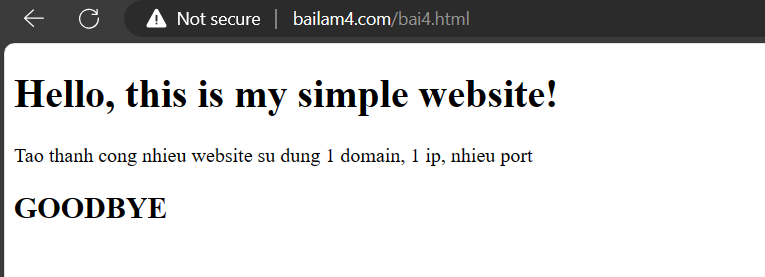 Not secure | bailam4.com/bai4.html
Hello, this is my simple website!
Tao thanh cong nhieu website su dung 1 domain, 1 ip, nhieu port
GOODBYE